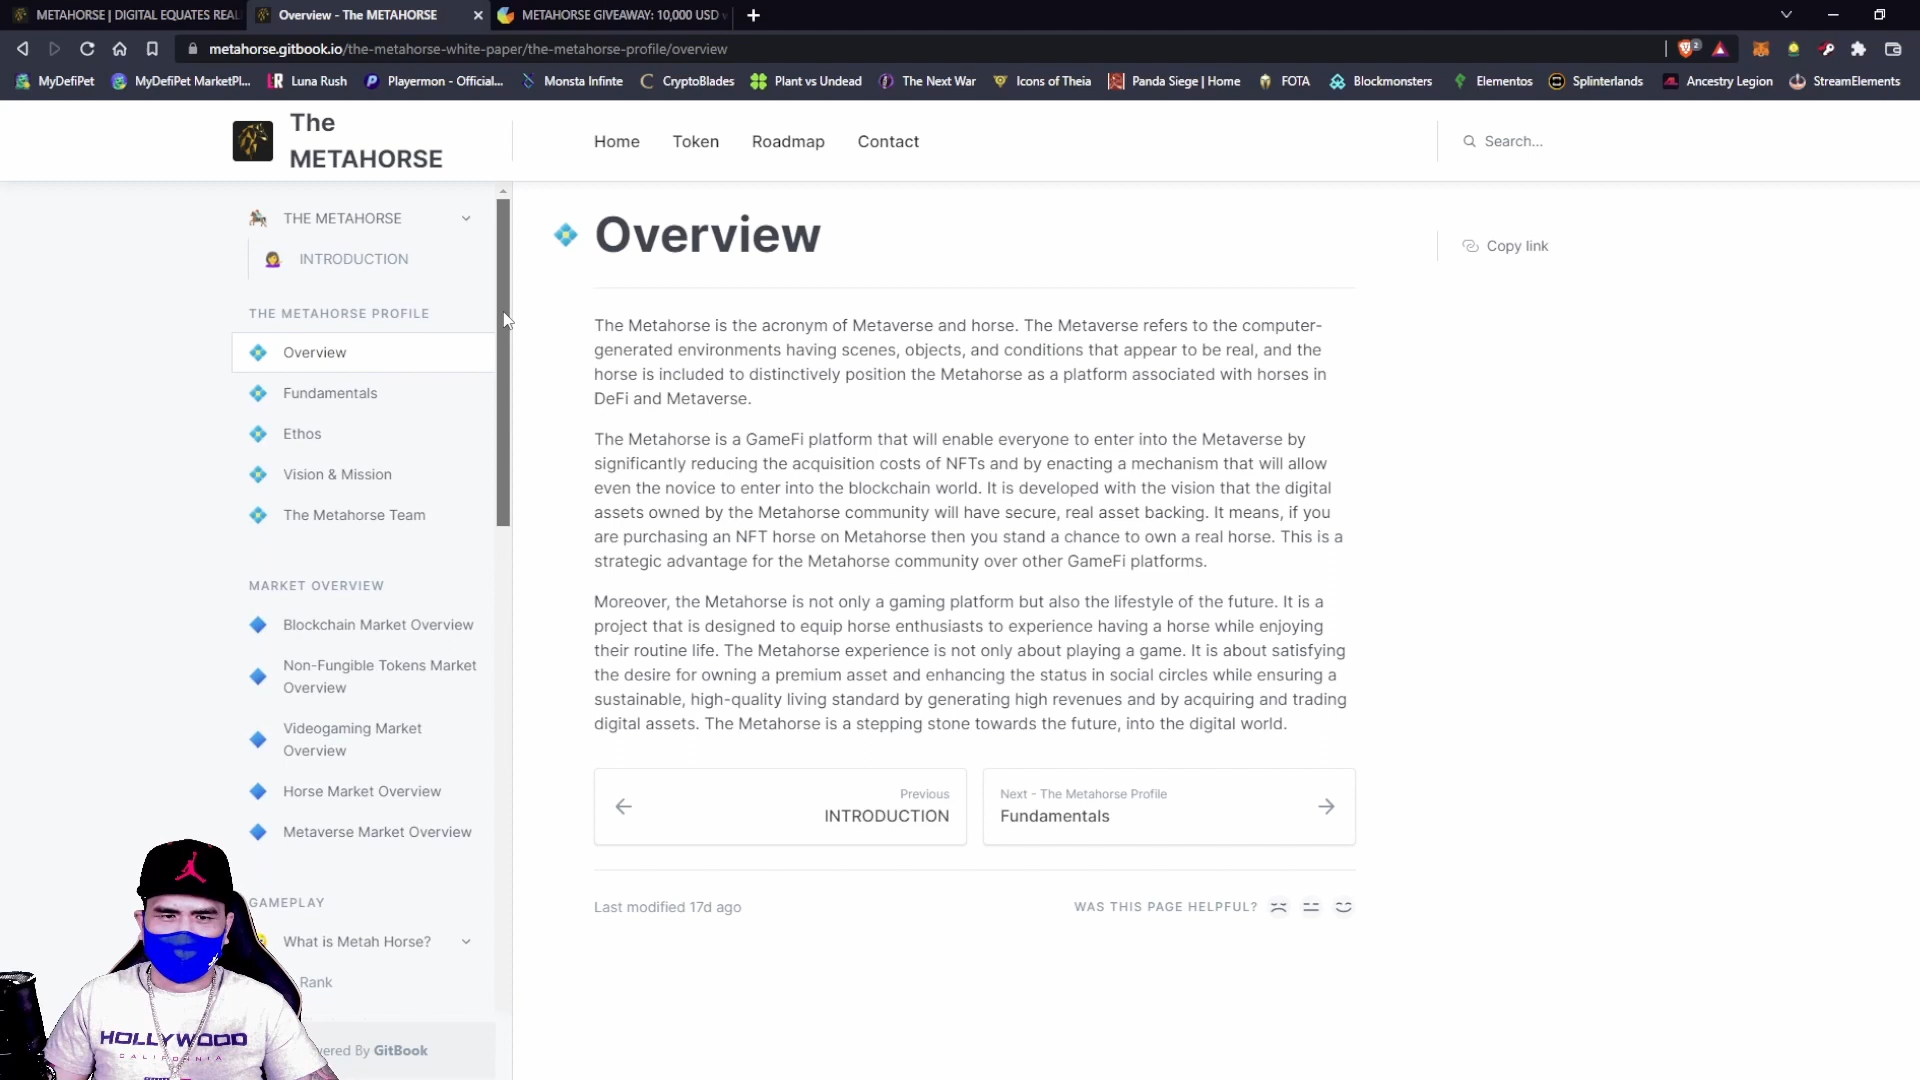 METAHORSE | DIGITAL EQUATES REAL
Overview - The METAHORSE
METAHORSE GIVEAWAY: 10,000 USD
metahorse.gitbook.io/the-metahorse-white-paper/the-metahorse-profile/overview
2
MyDefiPet
MyDefiPet MarketPl...
Luna Rush
Playermon - Official...
Monsta Infinte
CryptoBlades
Plant vs Undead
The Next War
Icons of Theia
Panda Siege | Home
FOTA
Blockmonsters
Elementos
Splinterlands
Ancestry Legion
StreamElements
The
METAHORSE
Home
Token
Roadmap
Contact
Search...
THE METAHORSE
INTRODUCTION
THE METAHORSE PROFILE
Overview
Fundamentals
Ethos
Vision & Mission
The Metahorse Team
MARKET OVERVIEW
Blockchain Market Overview
Non-Fungible Tokens Market
Overview
Videogaming Market
Overview
Horse Market Overview
Metaverse Market Overview
GAMEPLAY
What is Metah Horse?
Rank
vered By GitBook
Overview
Copy link
The Metahorse is the acronym of Metaverse and horse. The Metaverse refers to the computer-
generated environments having scenes, objects, and conditions that appear to be real, and the
horse is included to distinctively position the Metahorse as a platform associated with horses in
DeFi and Metaverse.
The Metahorse is a GameFi platform that will enable everyone to enter into the Metaverse by
significantly reducing the acquisition costs of NFTs and by enacting a mechanism that will allow
even the novice to enter into the blockchain world. It is developed with the vision that the digital
assets owned by the Metahorse community will have secure, real asset backing. It means, if you
are purchasing an NFT horse on Metahorse then you stand a chance to own a real horse. This is a
strategic advantage for the Metahorse community over other GameFi platforms.
Moreover, the Metahorse is not only a gaming platform but also the lifestyle of the future. It is a
project that is designed to equip horse enthusiasts to experience having a horse while enjoying
their routine life. The Metahorse experience is not only about playing a game. It is about satisfying
the desire for owning a premium asset and enhancing the status in social circles while ensuring a
sustainable, high-quality living standard by generating high revenues and by acquiring and trading
digital assets. The Metahorse is a stepping stone towards the future, into the digital world.
Previous
INTRODUCTION
Next - The Metahorse Profile
Fundamentals
Last modified 17d ago
WAS THIS PAGE HELPFUL?
HOLLYWOOD
CALIFORNIA